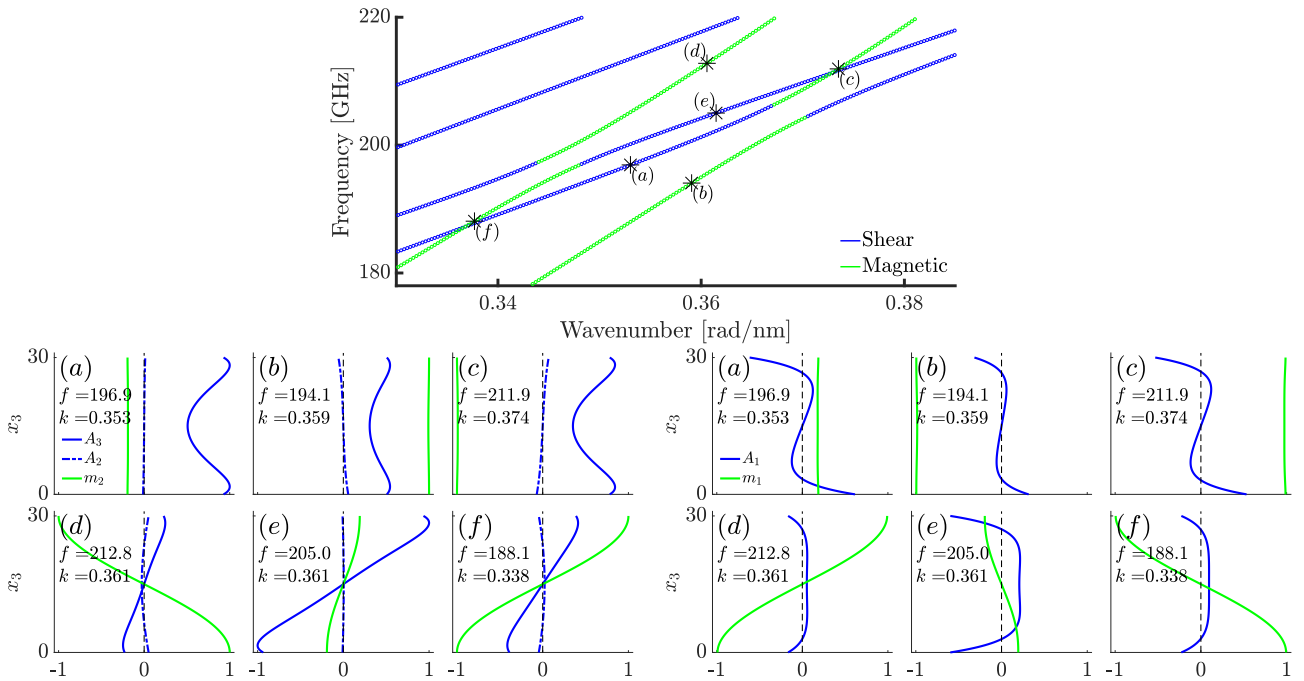 220
200
180
Frequency [GHz]
(d)
(e)
(c)
(a)
(b)
(f)
Shear
Magnetic
0.34
0.36
0.38
Wavenumber [rad/nm]
30
0
x₃
(a)
f =196.9
k =0.353
A₃
A₂
m₂
(b)
f =194.1
k =0.359
(c)
f =211.9
k =0.374
30
0
x₃
(a)
f =196.9
k =0.353
A₁
m₁
(b)
f =194.1
k =0.359
(c)
f =211.9
k =0.374
30
0
x₃
(d)
f =212.8
k =0.361
-1 0 1
(e)
f =205.0
k =0.361
-1 0 1
(f)
f =188.1
k =0.338
-1 0 1
30
0
x₃
(d)
f =212.8
k =0.361
-1 0 1
(e)
f =205.0
k =0.361
-1 0 1
(f)
f =188.1
k =0.338
-1 0 1